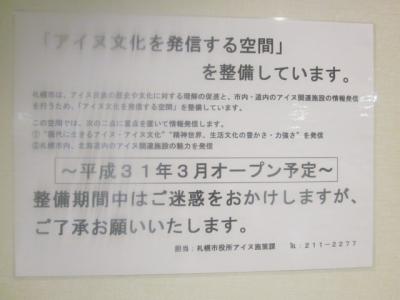 「アイヌ文化を発信する空間」
を整備しています。
札幌市は、アイヌ民族の歴史や文化に対する理解の促進と、市内・道内のアイヌ関連施設の情報発信
を行うため、「アイヌ文化を発信する空間」を整備しています。
この空間では、次の二点に重点を置いて情報発信します。
①“現代に生きるアイヌ・アイヌ文化”“精神世界、生活文化の豊かさ・力強さ”を発信
②札幌市内、北海道内のアイヌ関連施設の魅力を発信
～平成31年3月オープン予定～
整備期間中はご迷惑をおかけしますが、
ご了承お願いいたします。
担当：札幌市役所アイヌ施策課　℡：211-2277